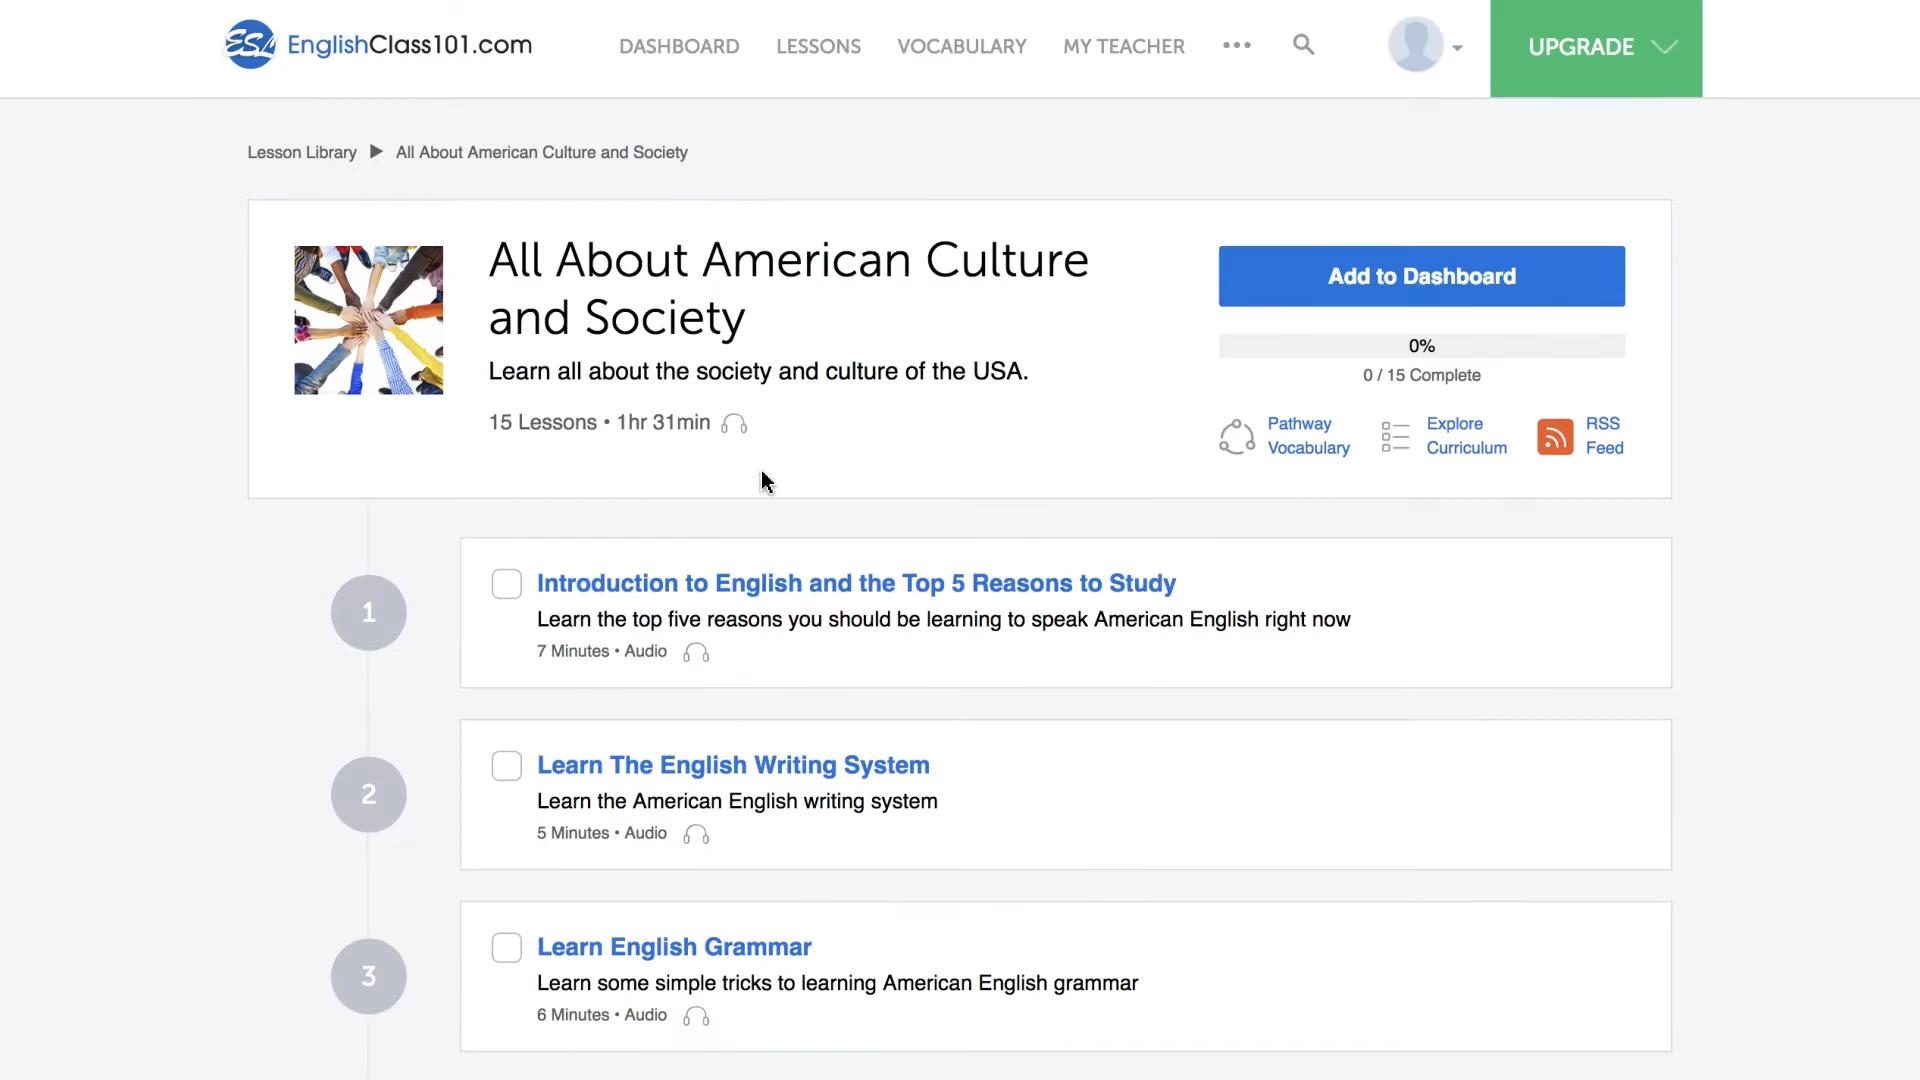 ESA EnglishClass101.com
DASHBOARD LESSONS VOCABULARY MY TEACHER ••• UPGRADE
Lesson Library ▶ All About American Culture and Society
All About American Culture
and Society
Learn all about the society and culture of the USA.
15 Lessons • 1hr 31min
Add to Dashboard
0%
0 / 15 Complete
Pathway
Vocabulary
Explore
Curriculum
RSS
Feed
1
Introduction to English and the Top 5 Reasons to Study
Learn the top five reasons you should be learning to speak American English right now
7 Minutes • Audio
2
Learn The English Writing System
Learn the American English writing system
5 Minutes • Audio
3
Learn English Grammar
Learn some simple tricks to learning American English grammar
6 Minutes • Audio